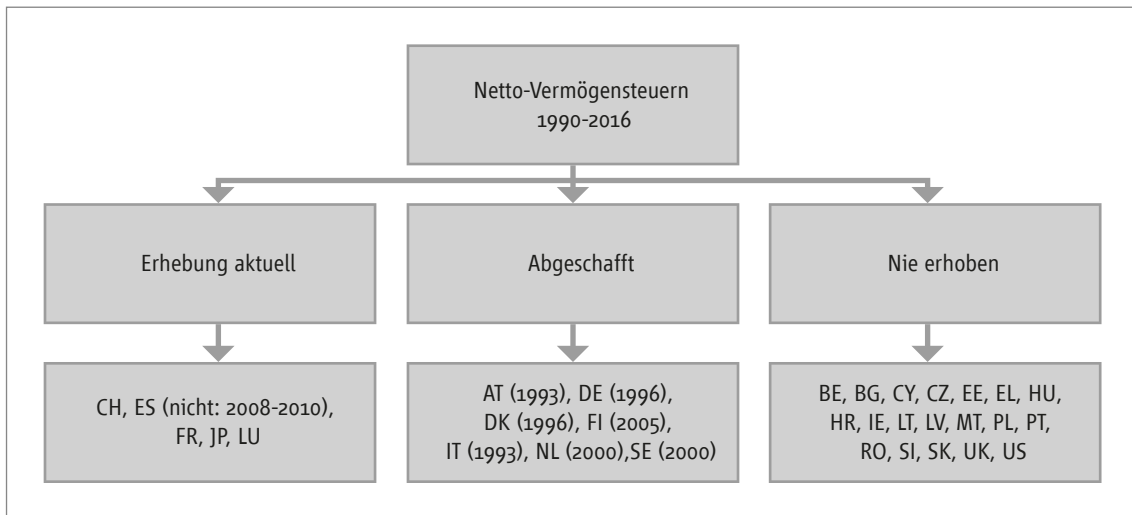 Netto-Vermögensteuern
1990-2016
Erhebung aktuell
Abgeschafft
Nie erhoben
CH, ES (nicht: 2008-2010),
FR, JP, LU
AT (1993), DE (1996),
DK (1996), FI (2005),
IT (1993), NL (2000),SE (2000)
BE, BG, CY, CZ, EE, EL, HU,
HR, IE, LT, LV, MT, PL, PT,
RO, SI, SK, UK, US